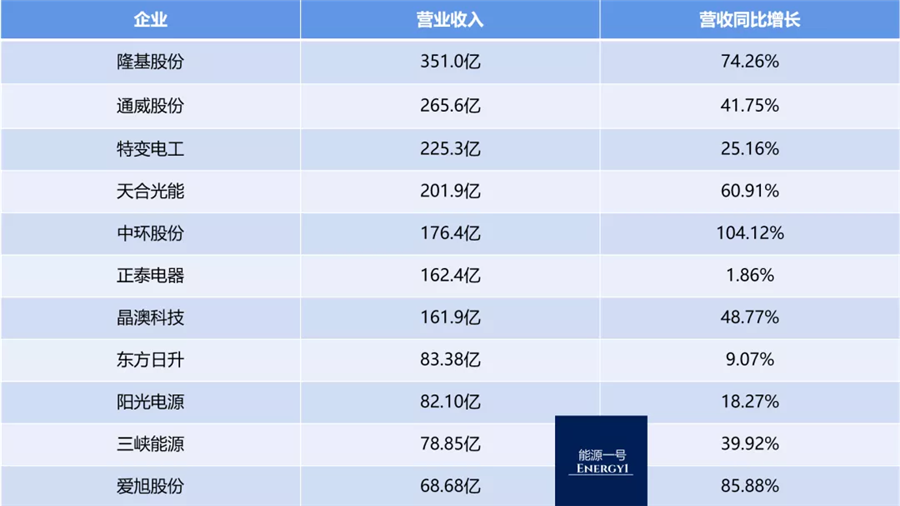 企业 营业收入 营收同比增长
隆基股份 351.0亿 74.26%
通威股份 265.6亿 41.75%
特变电工 225.3亿 25.16%
天合光能 201.9亿 60.91%
中环股份 176.4亿 104.12%
正泰电器 162.4亿 1.86%
晶澳科技 161.9亿 48.77%
东方日升 83.38亿 9.07%
阳光电源 82.10亿 18.27%
三峡能源 78.85亿 39.92%
能源一号
ENERGY1
爱旭股份 68.68亿 85.88%